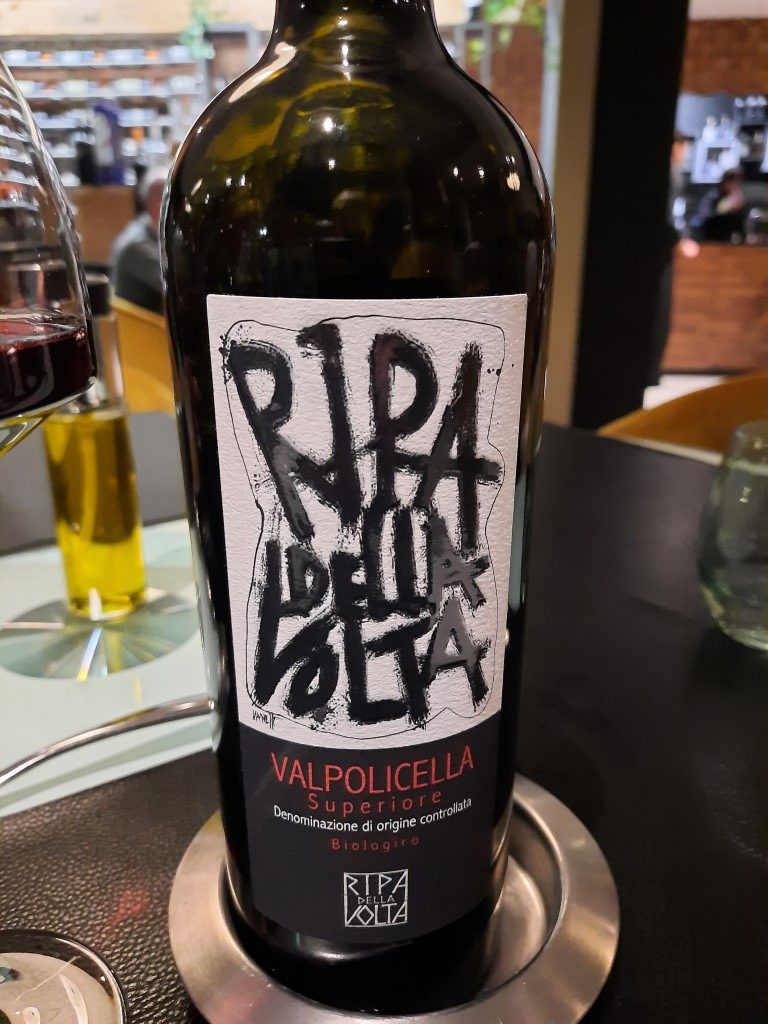 RIPA
DELLA
VOLTA
VALPOLICELLA
Superiore
Denominazione di origine controllata
Biologico
RIPA
DELLA
VOLTA